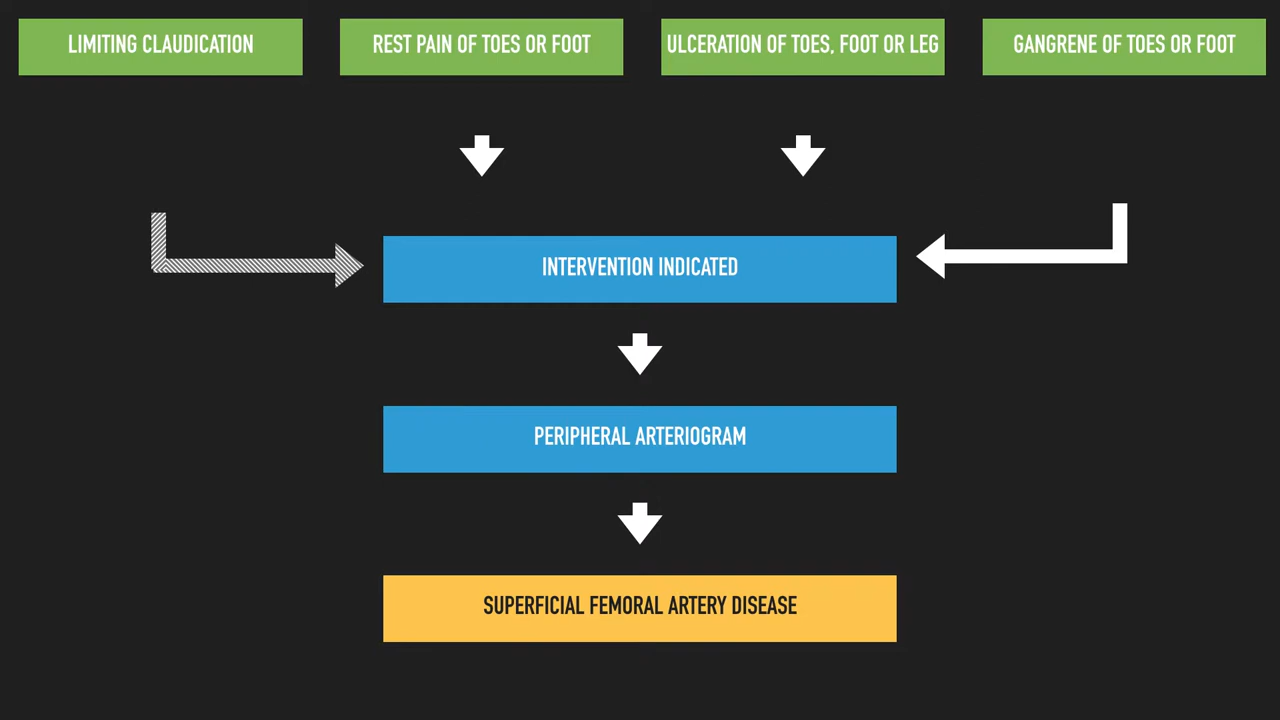 LIMITING CLAUDICATION
REST PAIN OF TOES OR FOOT
ULCERATION OF TOES, FOOT OR LEG
GANGRENE OF TOES OR FOOT
INTERVENTION INDICATED
PERIPHERAL ARTERIOGRAM
SUPERFICIAL FEMORAL ARTERY DISEASE